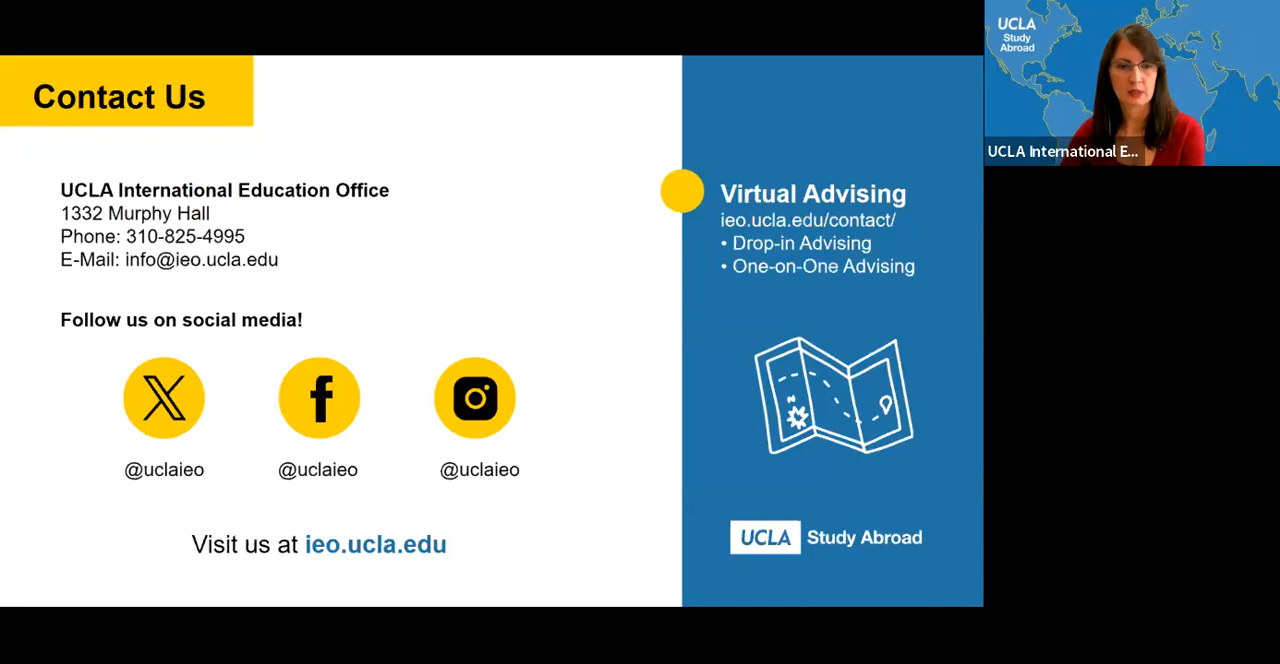 Contact Us
UCLA International Education Office
1332 Murphy Hall
Phone: 310-825-4995
E-Mail: info@ieo.ucla.edu
Follow us on social media!
@uclaieo
@uclaieo
@uclaieo
Visit us at ieo.ucla.edu
Virtual Advising
ieo.ucla.edu/contact/
• Drop-in Advising
• One-on-One Advising
N
UCLA Study Abroad
UCLA
Study
Abroad
UCLA International E...